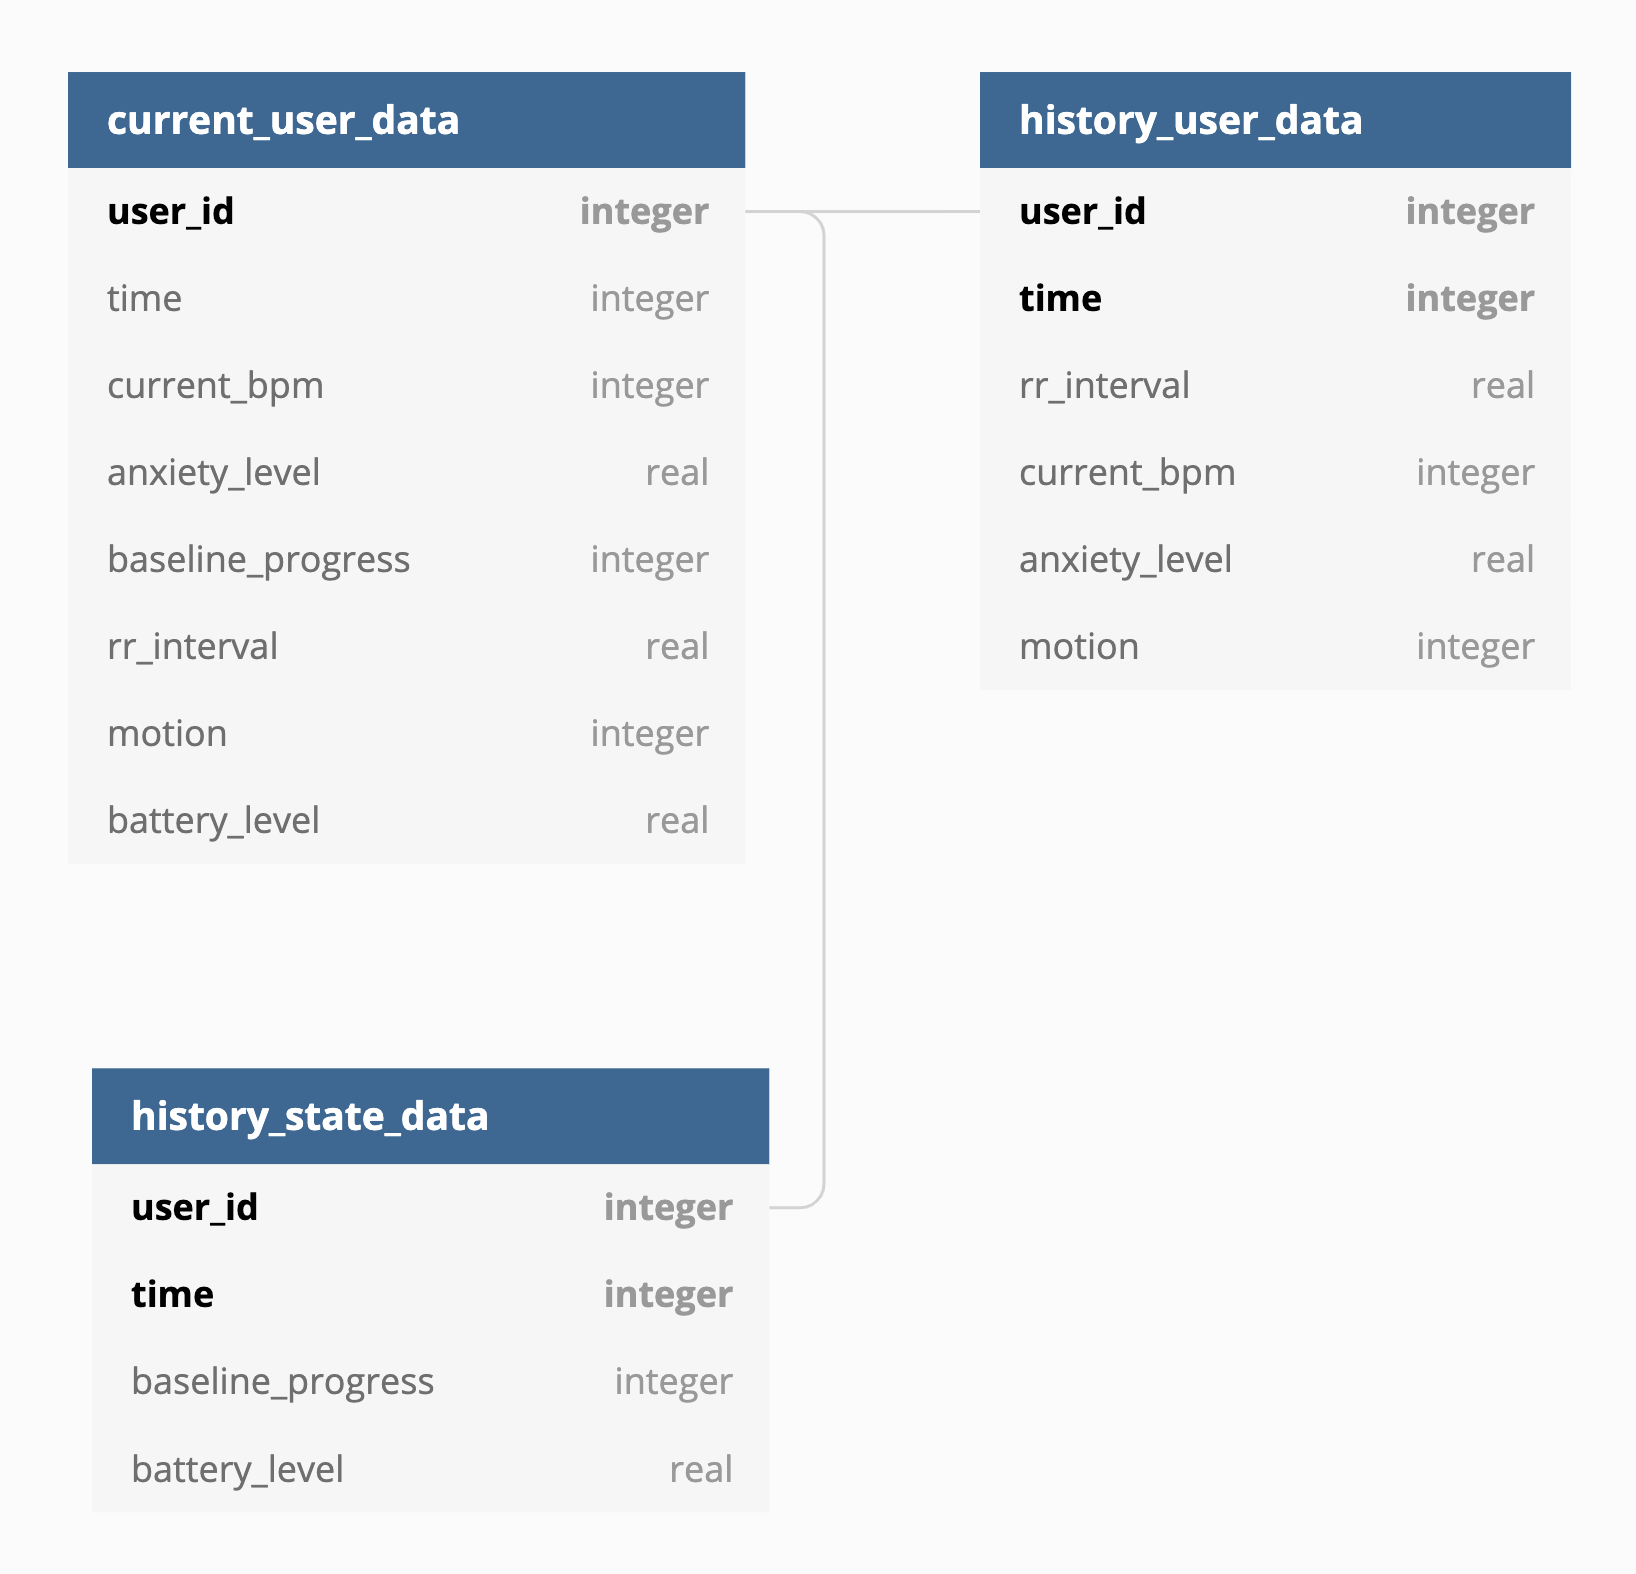 current_user_data
user_id integer
time integer
current_bpm integer
anxiety_level real
baseline_progress integer
rr_interval real
motion integer
battery_level real
history_user_data
user_id integer
time integer
rr_interval real
current_bpm integer
anxiety_level real
motion integer
history_state_data
user_id integer
time integer
baseline_progress integer
battery_level real